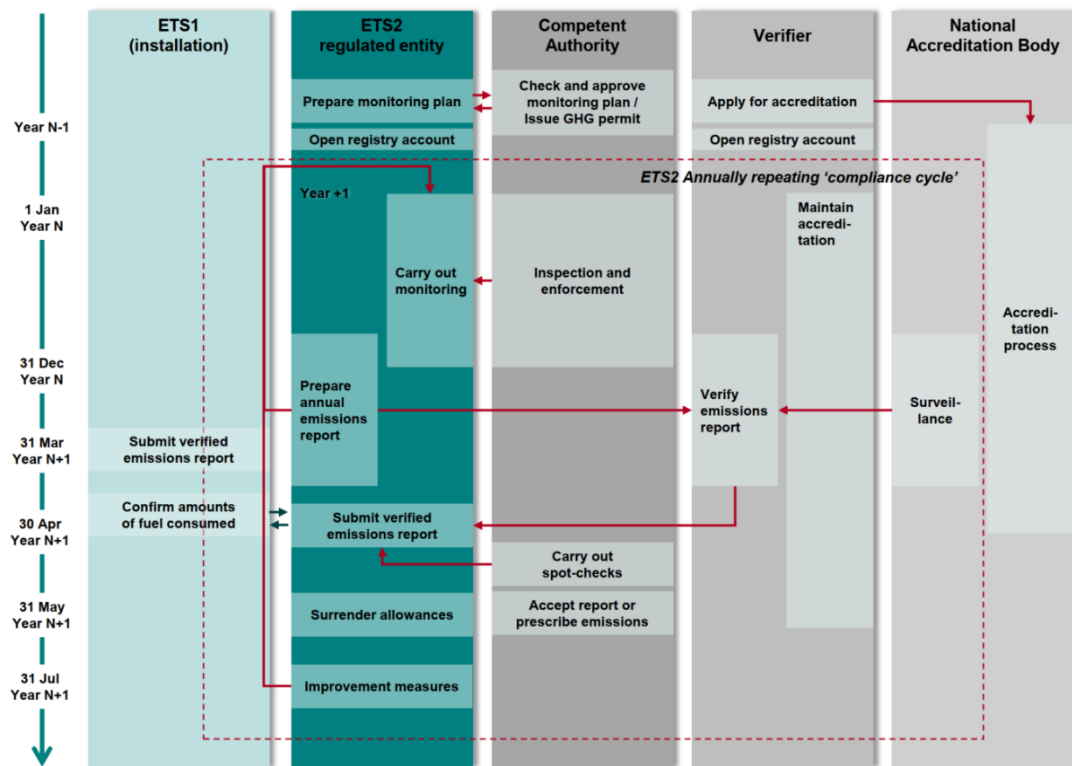 ETS1
(installation)
ETS2
regulated entity
Competent
Authority
Verifier
National
Accreditation Body
Year N-1
Prepare monitoring plan
Check and approve
monitoring plan /
Issue GHG permit
Apply for accreditation
Open registry account
Open registry account
ETS2 Annually repeating ‘compliance cycle’
Year +1
1 Jan
Year N
Maintain
accredi-
tation
Carry out
monitoring
Inspection and
enforcement
Accredi-
tation
process
31 Dec
Year N
Prepare
annual
emissions
report
Verify
emissions
report
Surveil-
lance
31 Mar
Year N+1
Submit verified
emissions report
Confirm amounts
of fuel consumed
30 Apr
Year N+1
Submit verified
emissions report
Carry out
spot-checks
31 May
Year N+1
Surrender allowances
Accept report or
prescribe emissions
31 Jul
Year N+1
Improvement measures